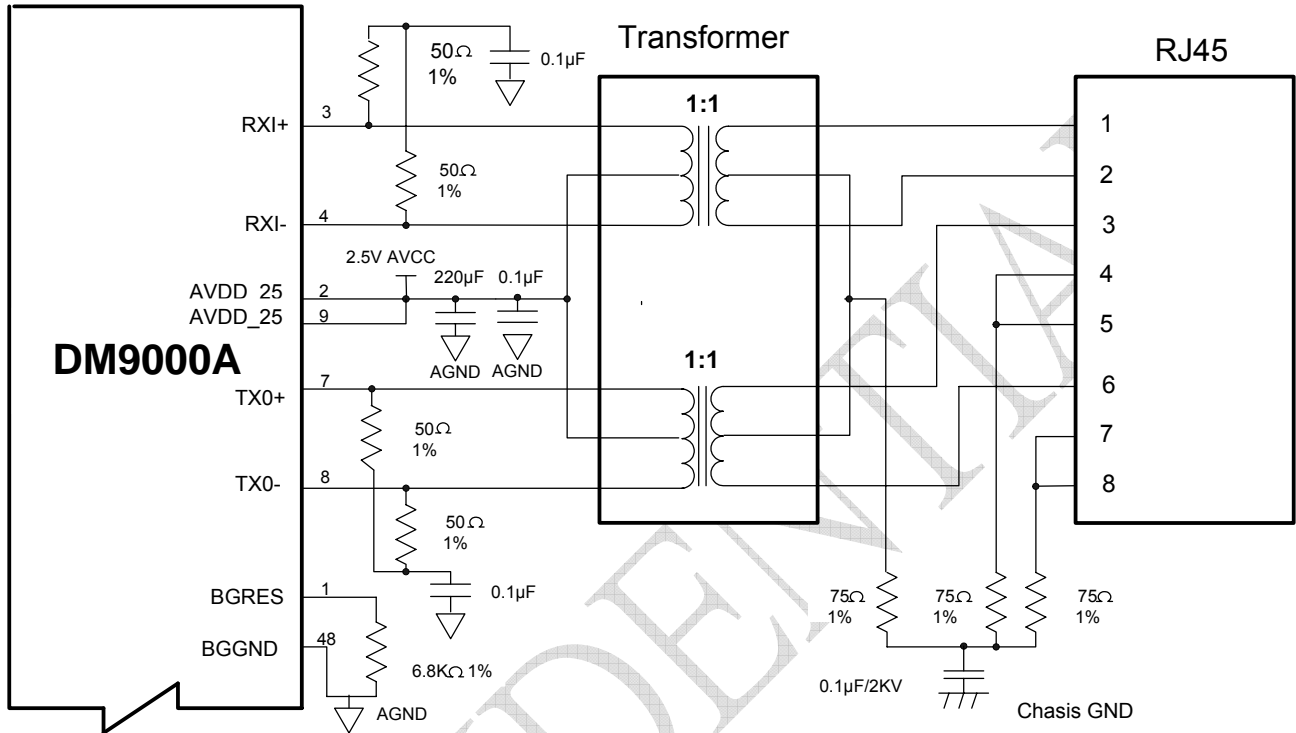 Transformer
RJ45
50Ω
1%
0.1µF
1:1
RXI+
3
1
50Ω
1%
2
RXI-
4
3
2.5V AVCC
220µF
0.1µF
4
AVDD 25
2
AVDD_25
9
5
DM9000A
AGND
AGND
1:1
TX0+
7
6
50Ω
1%
7
TX0-
8
8
50Ω
1%
BGRES
1
0.1µF
75Ω
1%
75Ω
1%
75Ω
1%
BGGND
48
6.8KΩ 1%
0.1µF/2KV
AGND
Chasis GND